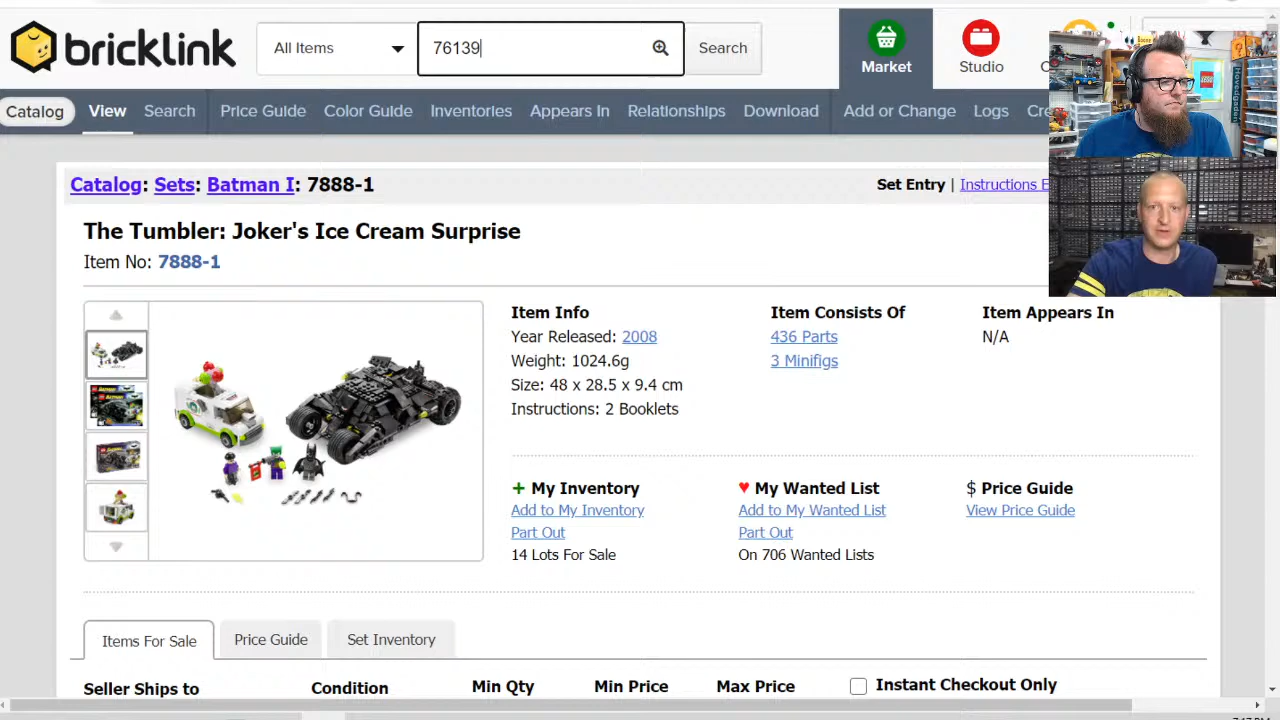 bricklink
All Items
76139
Search
Market
Studio
Catalog
View
Search
Price Guide
Color Guide
Inventories
Appears In
Relationships
Download
Add or Change
Logs
Catalog: Sets: Batman I: 7888-1
Set Entry | Instructions E
The Tumbler: Joker's Ice Cream Surprise
Item No: 7888-1
Item Info
Year Released: 2008
Weight: 1024.6g
Size: 48 x 28.5 x 9.4 cm
Instructions: 2 Booklets
Item Consists Of
436 Parts
3 Minifigs
Item Appears In
N/A
+ My Inventory
Add to My Inventory
Part Out
14 Lots For Sale
♥ My Wanted List
Add to My Wanted List
Part Out
On 706 Wanted Lists
$ Price Guide
View Price Guide
Items For Sale
Price Guide
Set Inventory
Seller Ships to
Condition
Min Qty
Min Price
Max Price
Instant Checkout Only
LEGO